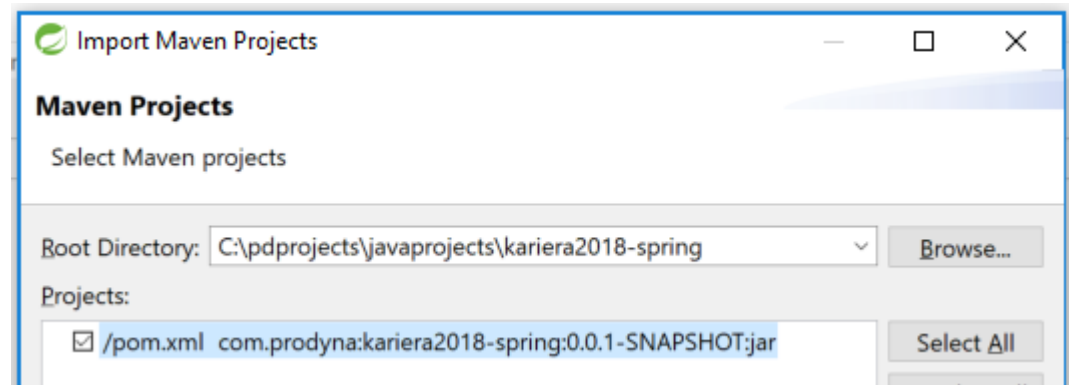 Import Maven Projects
Maven Projects
Select Maven projects
Root Directory: C:\pdprojects\javaprojects\kariera2018-spring Browse...
Projects:
/pom.xml com.prodyna:kariera2018-spring:0.0.1-SNAPSHOT:jar Select All